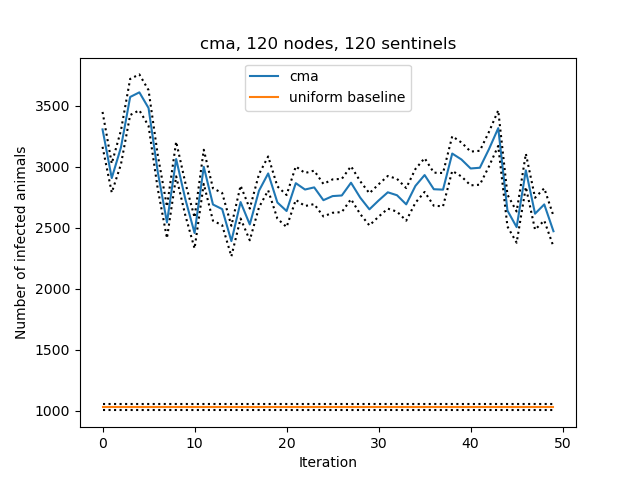 cma, 120 nodes, 120 sentinels
cma
uniform baseline
Number of infected animals
3500
3000
2500
2000
1500
1000
0 10 20 30 40 50
Iteration